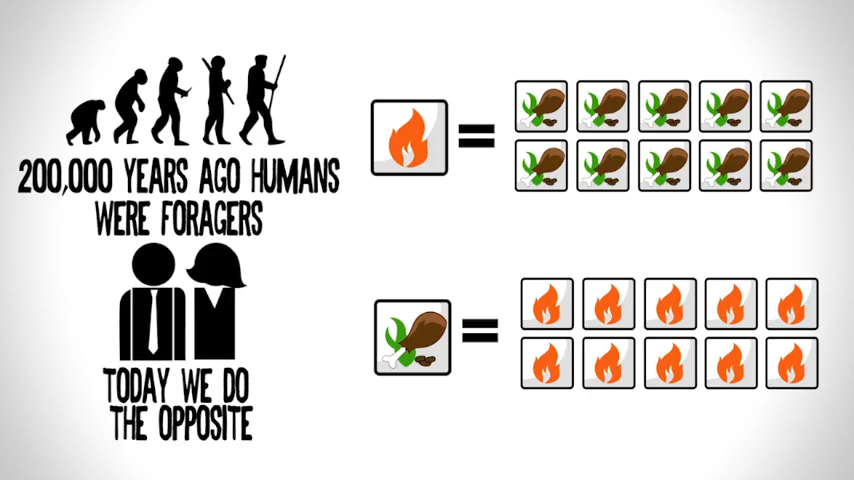 200,000 YEARS AGO HUMANS
WERE FORAGERS
=
TODAY WE DO
THE OPPOSITE
=